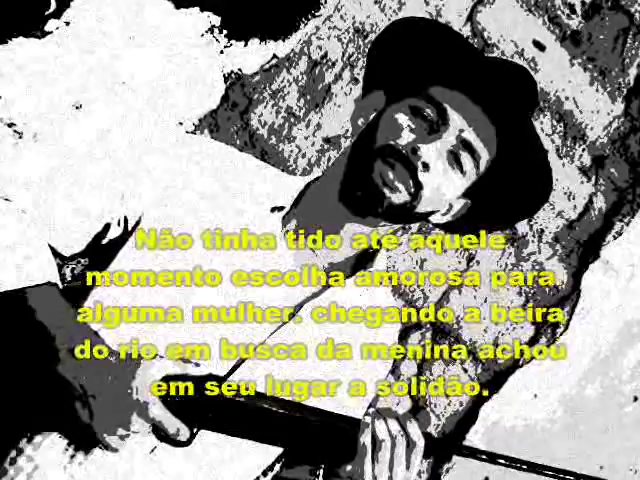 Não tinha tido até aquele
momento escolha amorosa para
alguma mulher, chegando a beira
do rio em busca da menina achou
em seu lugar a solidão.